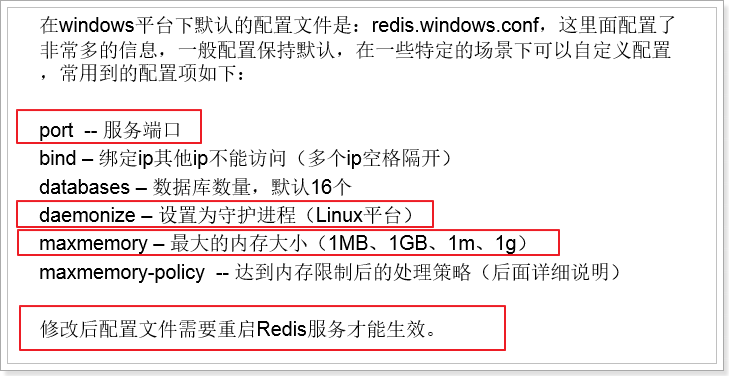 在windows平台下默认的配置文件是：redis.windows.conf，这里面配置了
非常多的信息，一般配置保持默认，在一些特定的场景下可以自定义配置
，常用到的配置项如下：
port -- 服务端口
bind – 绑定ip其他ip不能访问（多个ip空格隔开）
databases – 数据库数量，默认16个
daemonize – 设置为守护进程（Linux平台）
maxmemory – 最大的内存大小（1MB、1GB、1m、1g）
maxmemory-policy -- 达到内存限制后的处理策略（后面详细说明）
修改后配置文件需要重启Redis服务才能生效。